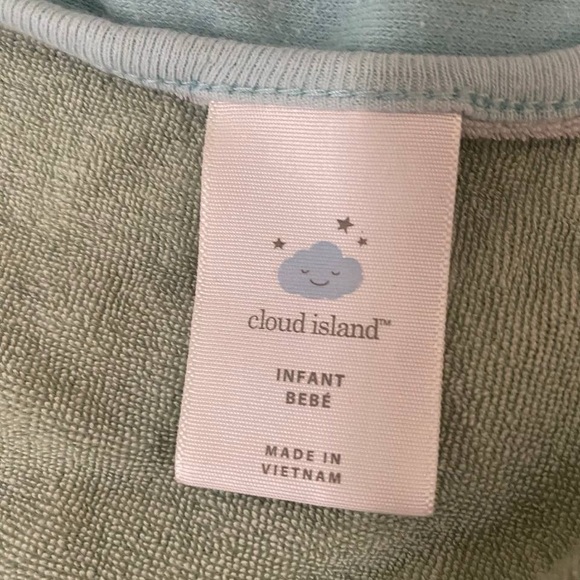 cloud island™
INFANT
BEBÉ
MADE IN
VIETNAM